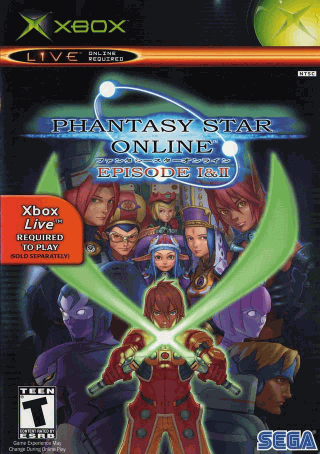 XBOX
LIVE ONLINE REQUIRED
NTSC
PHANTASY STAR
ONLINE™
ファンタシースターオンライン
EPISODE I&II
Xbox
Live™
REQUIRED
TO PLAY
(SOLD SEPARATELY)
TEEN
T
CONTENT RATED BY
ESRB
Game Experience May
Change During Online Play
SEGA